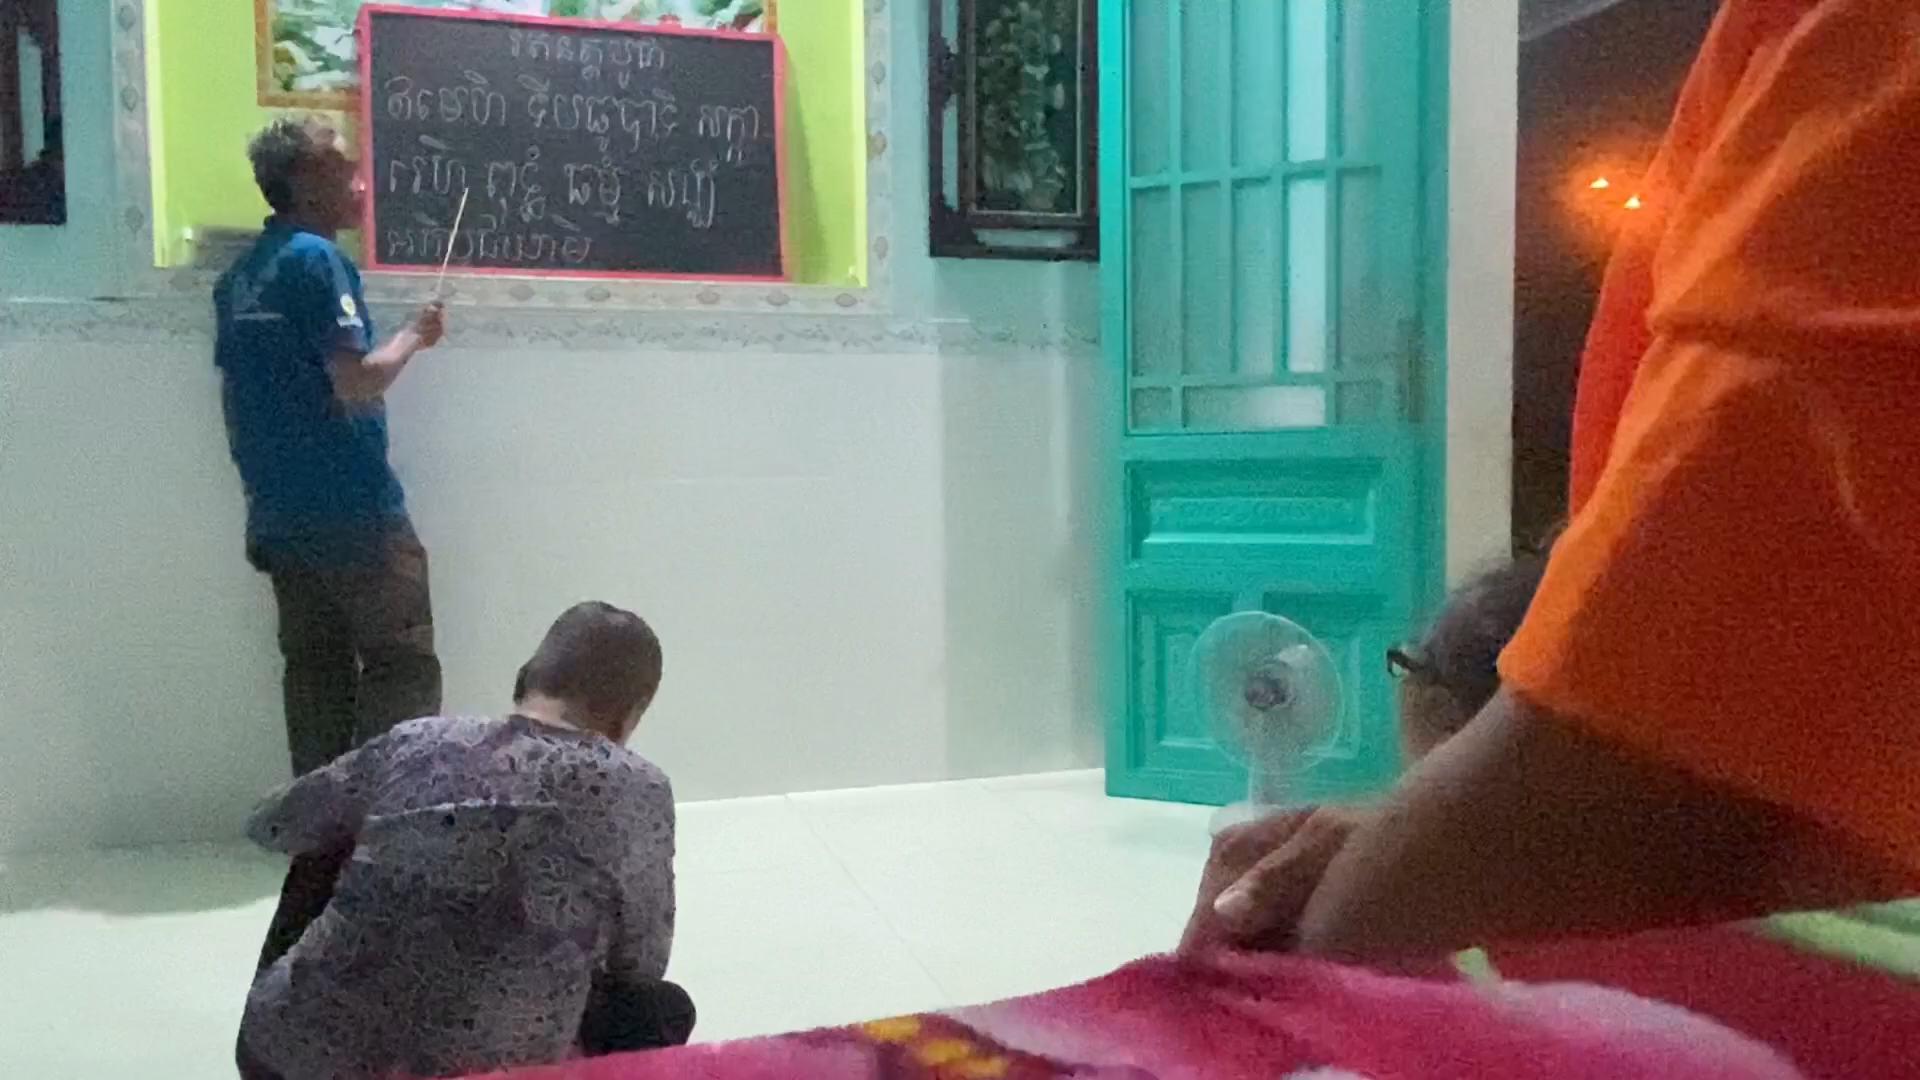 រតនត្តបូជា
ឥមេហិ ទីបធូបាទិ សក្កា
រេហិ ពុទ្ធំ ធម្មំ សង្ឃំ
អភិបូជយាមិ